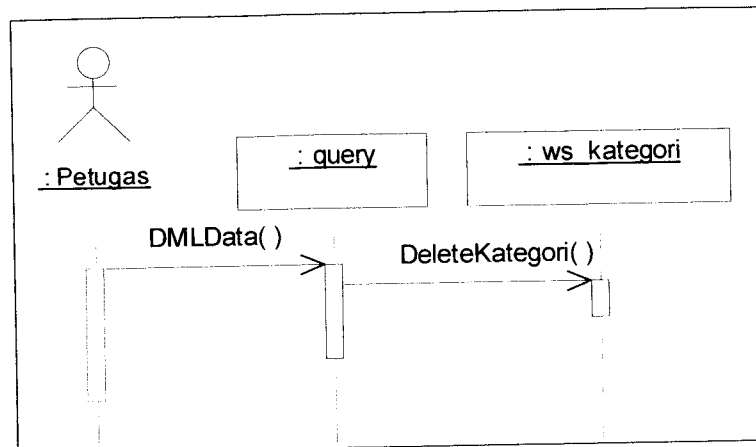 : Petugas
: query
: ws_kategori
DMLData( )
DeleteKategori( )